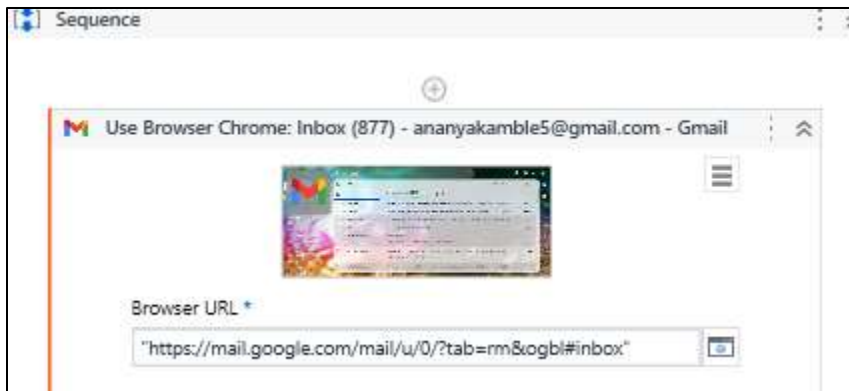 Sequence
Use Browser Chrome: Inbox (877) - ananyakamble5@gmail.com - Gmail
Browser URL *
"https://mail.google.com/mail/u/0/?tab=rm&ogbl#inbox"